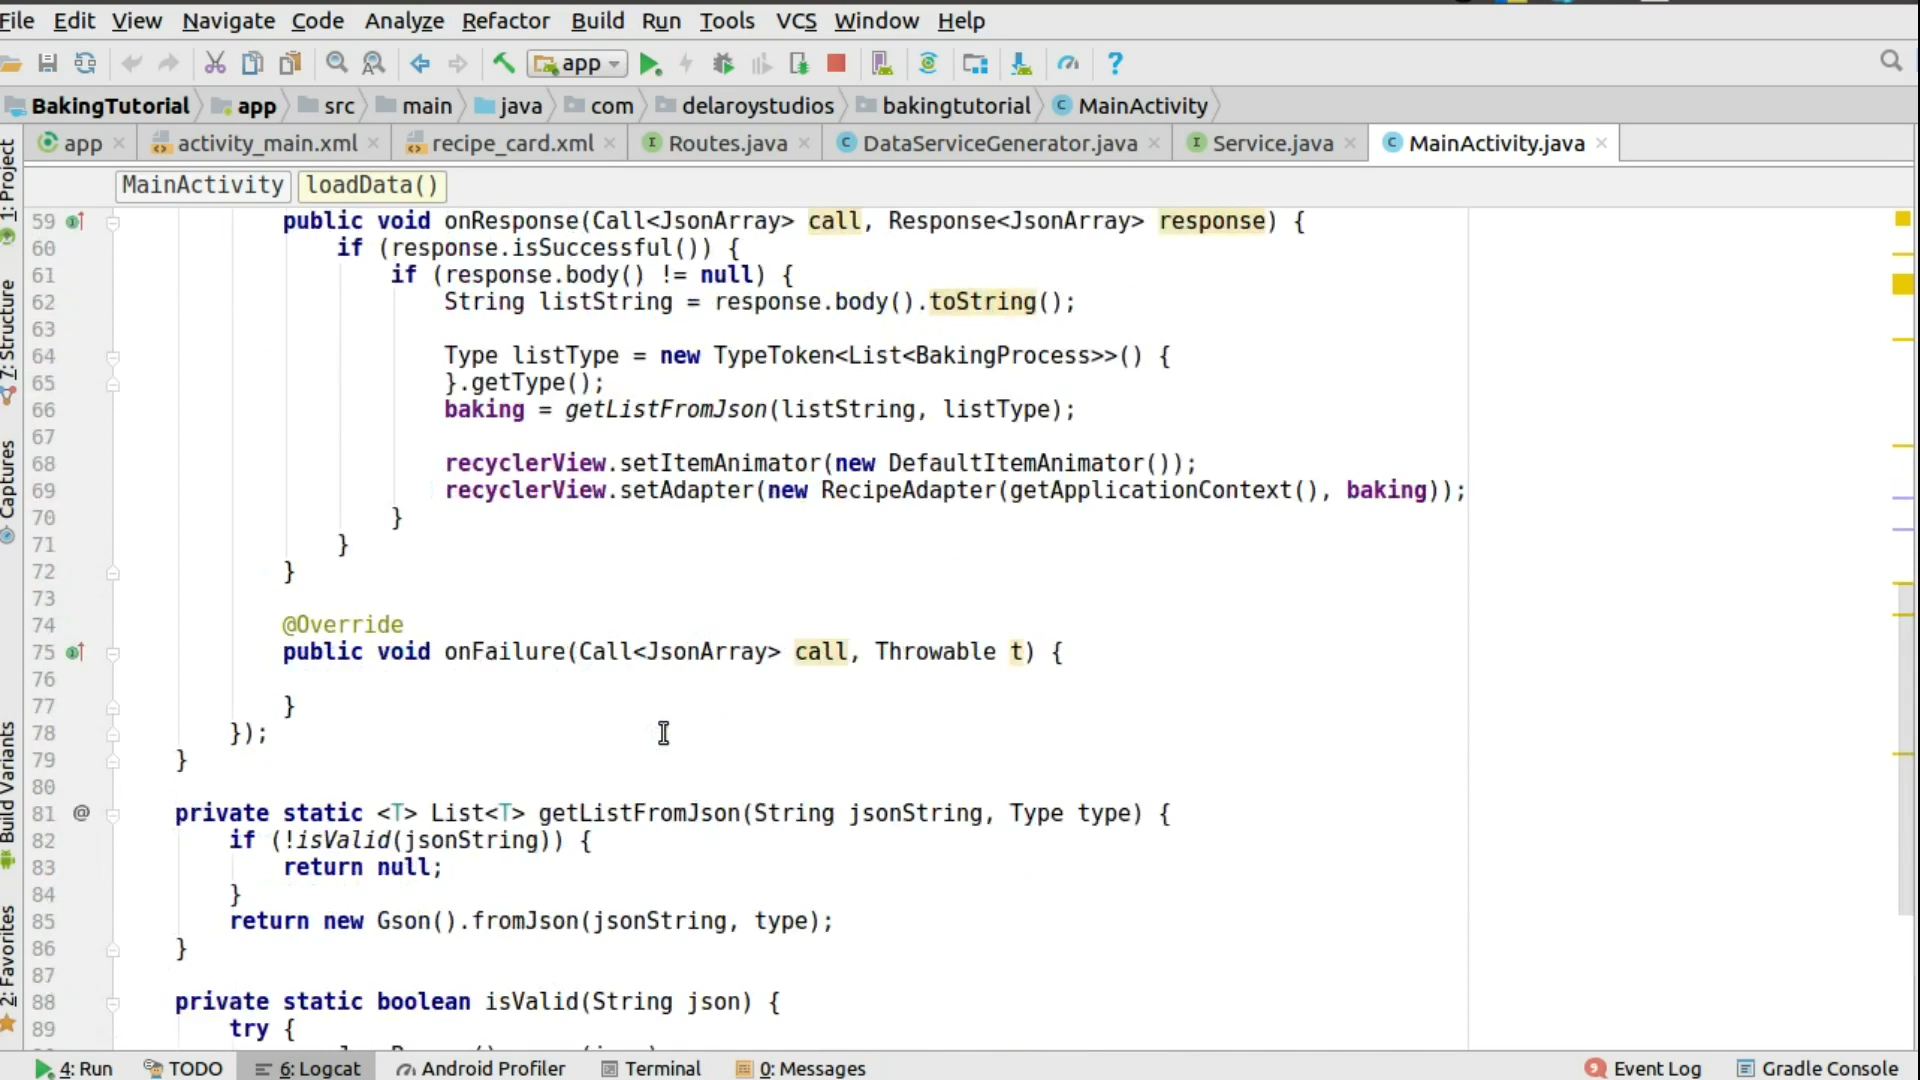 File Edit View Navigate Code Analyze Refactor Build Run Tools VCS Window Help
app
BakingTutorial app src main java com delaroystudios bakingtutorial MainActivity
app activity_main.xml recipe_card.xml Routes.java DataServiceGenerator.java Service.java MainActivity.java
MainActivity loadData()
59 public void onResponse(Call<JsonArray> call, Response<JsonArray> response) {
60 if (response.isSuccessful()) {
61 if (response.body() != null) {
62 String listString = response.body().toString();
63
64 Type listType = new TypeToken<List<BakingProcess>>() {
65 }.getType();
66 baking = getListFromJson(listString, listType);
67
68 recyclerView.setItemAnimator(new DefaultItemAnimator());
69 recyclerView.setAdapter(new RecipeAdapter(getApplicationContext(), baking));
70 }
71 }
72 }
73
74 @Override
75 public void onFailure(Call<JsonArray> call, Throwable t) {
76
77 }
78 });
79 }
80
81 @ private static <T> List<T> getListFromJson(String jsonString, Type type) {
82 if (!isValid(jsonString)) {
83 return null;
84 }
85 return new Gson().fromJson(jsonString, type);
86 }
87
88 private static boolean isValid(String json) {
89 try {
1: Project
7: Structure
Captures
Build Variants
2: Favorites
4: Run TODO 6: Logcat Android Profiler Terminal 0: Messages Event Log Gradle Console